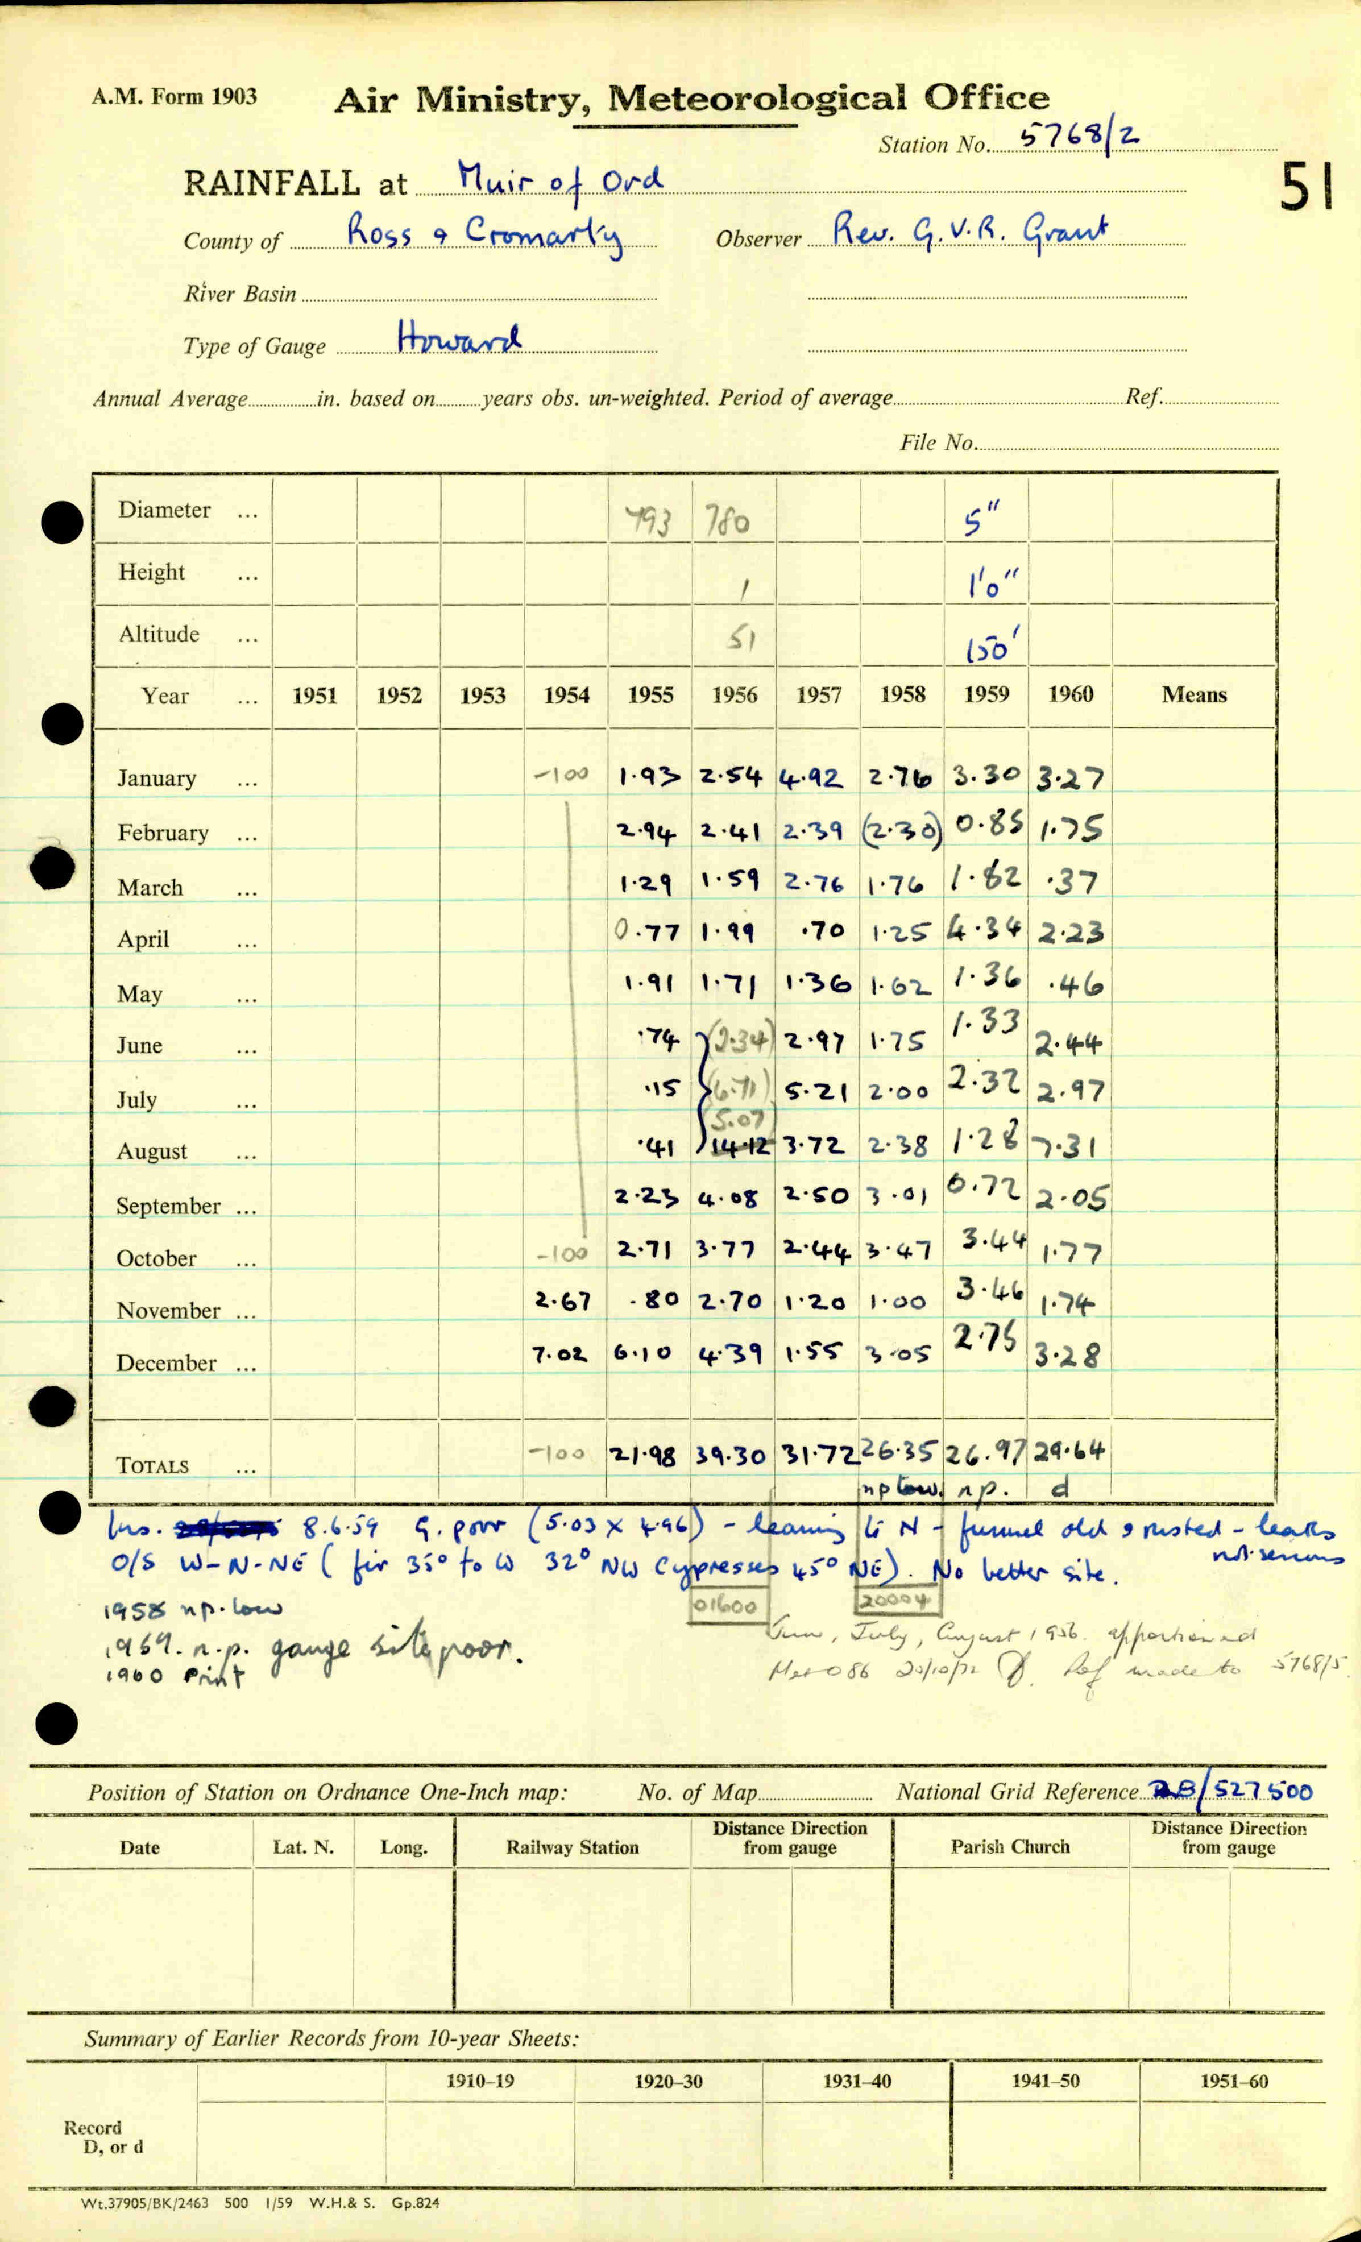 A.M. Form 1903
Air Ministry, Meteorological Office
Station No. 5768/2
51
RAINFALL at Muir of Ord
County of Ross & Cromarty Observer Rev. G.V.R. Grant
River Basin
Type of Gauge Howard
Annual Average in. based on years obs. un-weighted. Period of average Ref.
File No.
Diameter ... 793 780 5"
Height ... 1 1'0"
Altitude ... 51 150'
Year ... 1951 1952 1953 1954 1955 1956 1957 1958 1959 1960 Means
January ... -100 1.93 2.54 4.92 2.76 3.30 3.27
February ... 2.94 2.41 2.39 (2.30) 0.85 1.75
March ... 1.29 1.59 2.76 1.76 1.82 .37
April ... 0.77 1.99 .70 1.25 4.34 2.23
May ... 1.91 1.71 1.36 1.62 1.36 .46
June ... .74 (2.34) 2.97 1.75 1.33 2.44
July ... .15 (6.71) 5.21 2.00 2.32 2.97
(5.07)
August ... .41 14.12 3.72 2.38 1.28 7.31
September ... 2.23 4.08 2.50 3.01 0.72 2.05
October ... -100 2.71 3.77 2.44 3.47 3.44 1.77
November ... 2.67 .80 2.70 1.20 1.00 3.46 1.74
December ... 7.02 6.10 4.39 1.55 3.05 2.75 3.28
TOTALS ... -100 21.98 39.30 31.72 26.35 26.97 29.64
np low. n.p. d
Ins. 8.6.59 G. poor (5.03 x 4.96) - leaning to N - funnel old & rusted - leaks
not serious
O/S W-N-NE (fir 35° to W 32° NW Cypresses 45° NE). No better site.
01600 20004
1958 np.low
1959. n.p. gauge site poor.
1960 Print
June, July, August 1956. apportioned
Met O 8b 20/10/72 Ref made to 5768/5
Position of Station on Ordnance One-Inch map: No. of Map National Grid Reference 28/527500
Date Lat. N. Long. Railway Station Distance Direction from gauge Parish Church Distance Direction from gauge
Summary of Earlier Records from 10-year Sheets:
1910–19 1920–30 1931–40 1941–50 1951–60
Record
D, or d
Wt.37905/BK/2463 500 1/59 W.H.& S. Gp.824